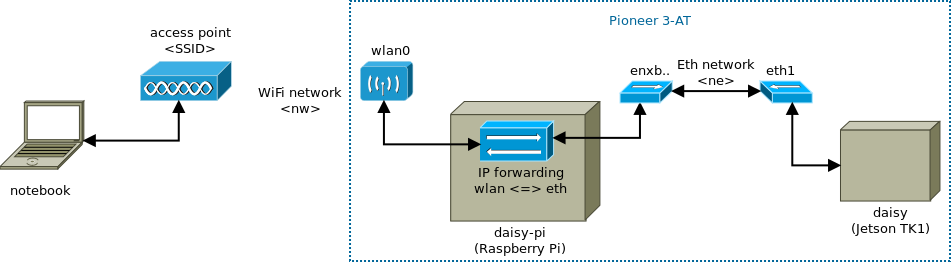 Pioneer 3-AT
access point
<SSID>
wlan0
WiFi network
<nw>
enxb..
Eth network
<ne>
eth1
notebook
IP forwarding
wlan <=> eth
daisy-pi
(Raspberry Pi)
daisy
(Jetson TK1)